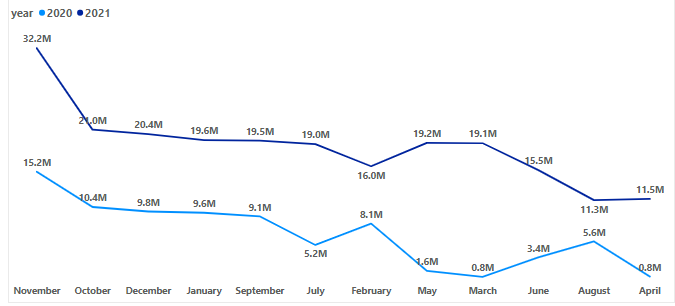 year 2020 2021
32.2M
21.0M 20.4M 19.6M 19.5M 19.0M 16.0M 19.2M 19.1M 15.5M 11.3M 11.5M
15.2M 10.4M 9.8M 9.6M 9.1M 5.2M 8.1M 1.6M 0.8M 3.4M 5.6M 0.8M
November October December January September July February May March June August April